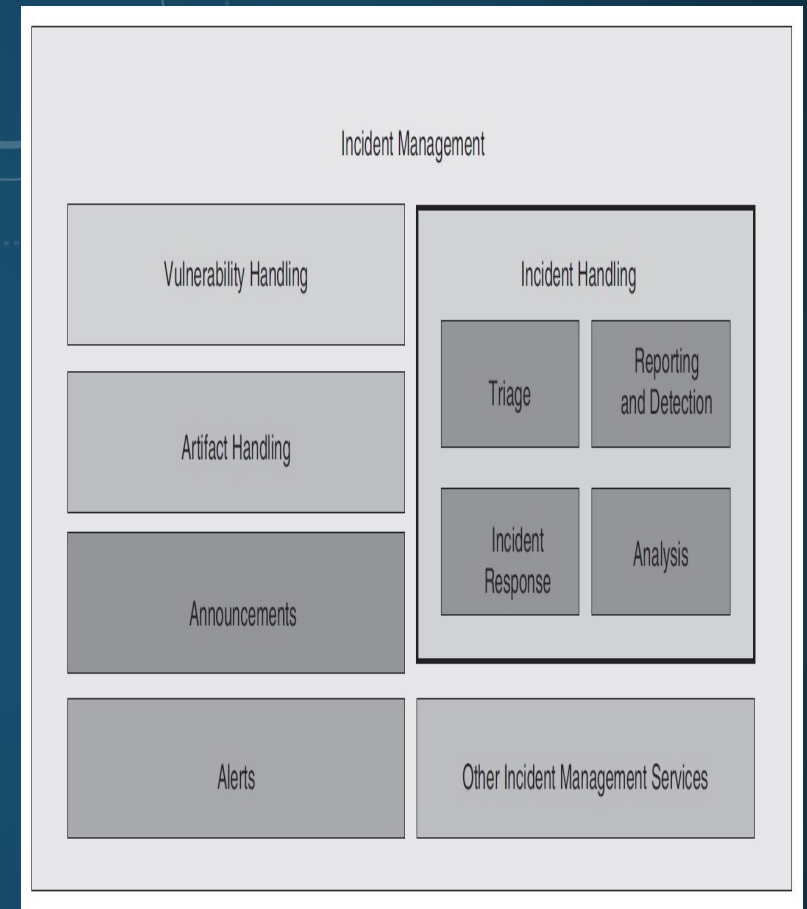 Incident Management
Vulnerability Handling
Incident Handling
Triage
Reporting
and Detection
Artifact Handling
Incident
Response
Analysis
Announcements
Alerts
Other Incident Management Services